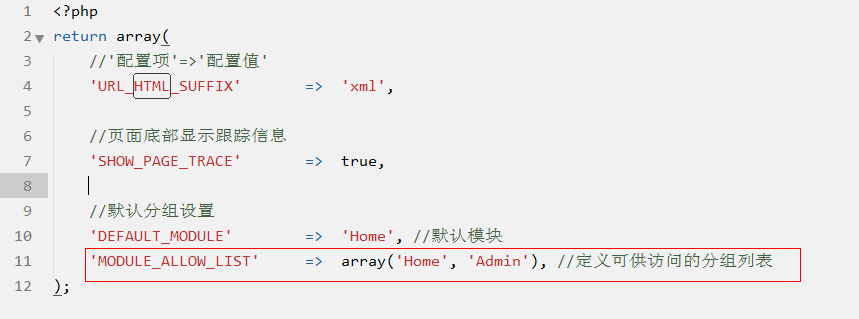 1 <?php
2 return array(
3 //'配置项'=>'配置值'
4 'URL_HTML_SUFFIX' => 'xml',
5
6 //页面底部显示跟踪信息
7 'SHOW_PAGE_TRACE' => true,
8
9 //默认分组设置
10 'DEFAULT_MODULE' => 'Home', //默认模块
11 'MODULE_ALLOW_LIST' => array('Home', 'Admin'), //定义可供访问的分组列表
12 );